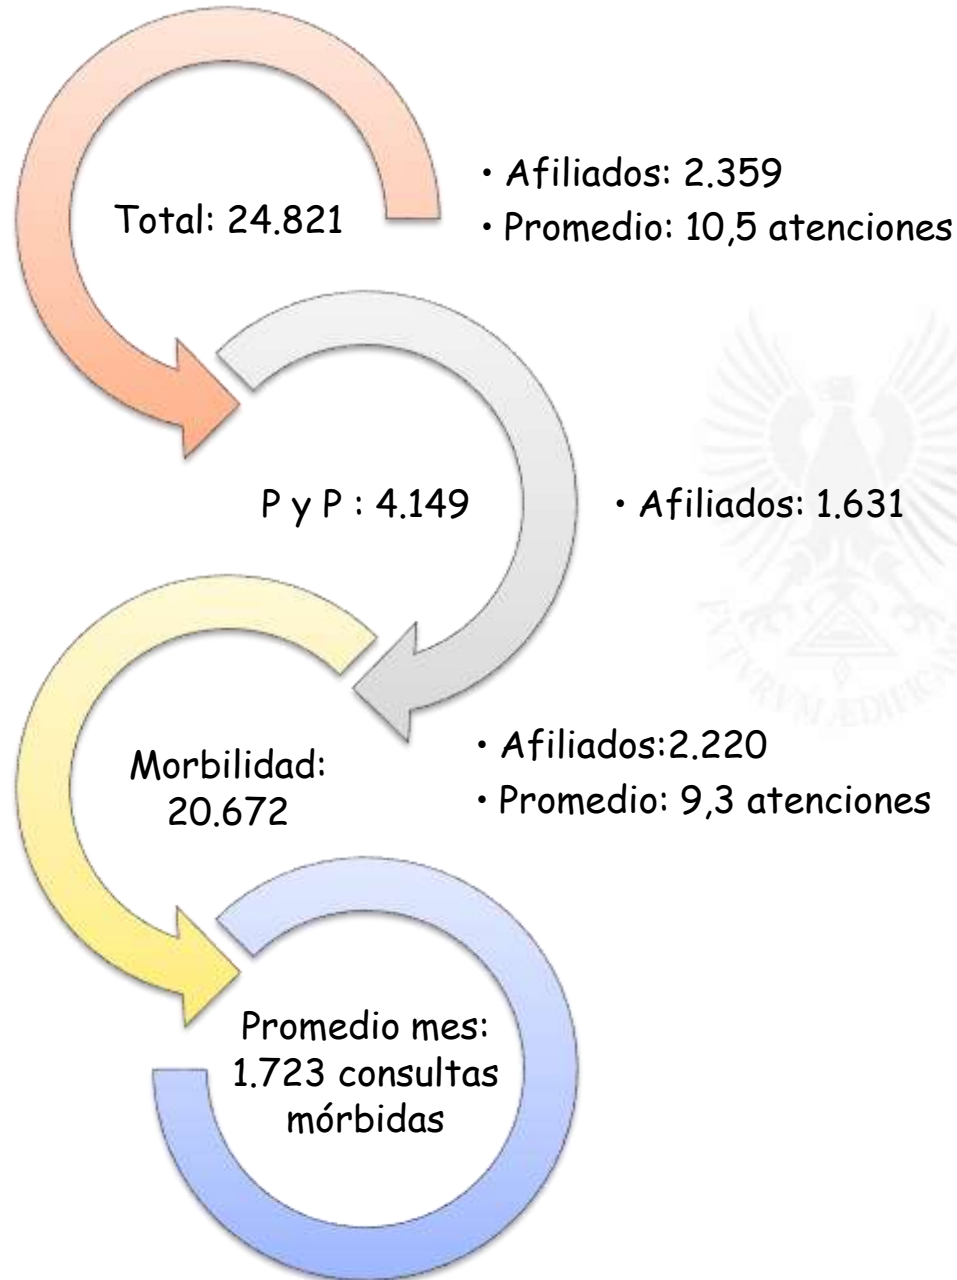 Total: 24.821
• Afiliados: 2.359
• Promedio: 10,5 atenciones
P y P : 4.149
• Afiliados: 1.631
Morbilidad:
20.672
• Afiliados:2.220
• Promedio: 9,3 atenciones
Promedio mes:
1.723 consultas
mórbidas